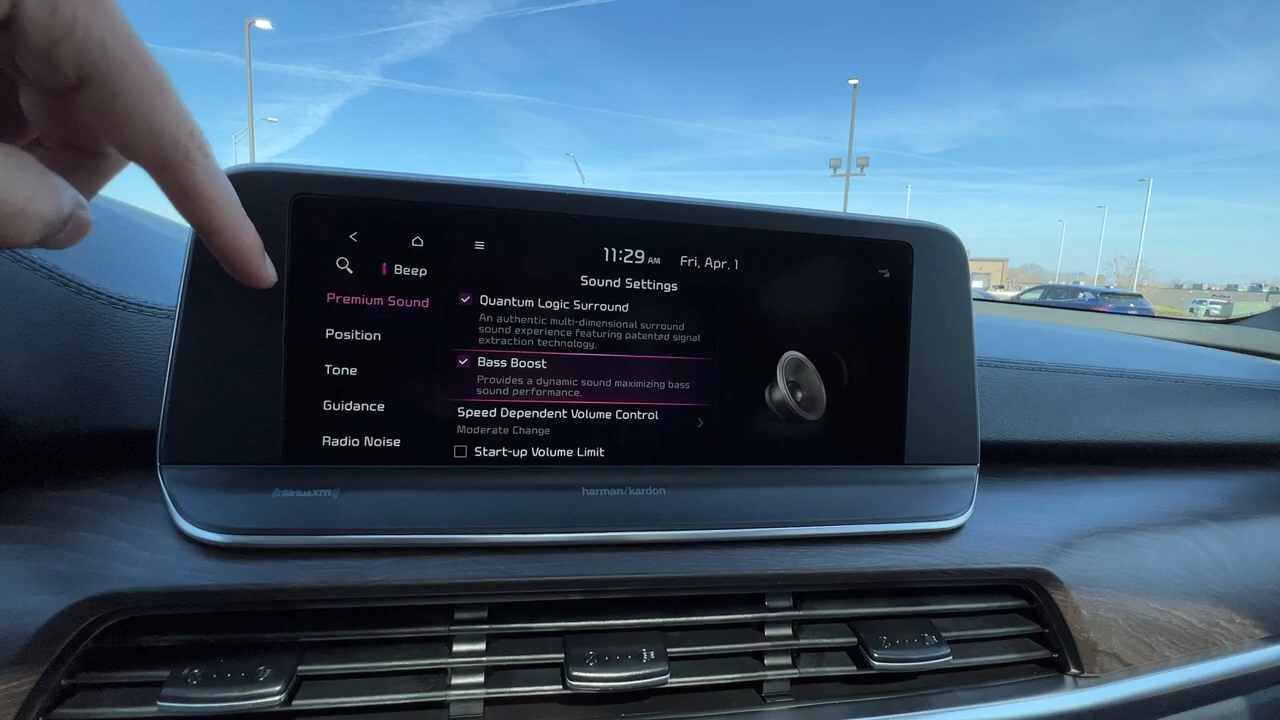 11:29 AM
Fri, Apr. 1
Beep
Sound Settings
Premium Sound
Position
Tone
Guidance
Radio Noise
Quantum Logic Surround
An authentic multi-dimensional surround
sound experience featuring patented signal
extraction technology.
Bass Boost
Provides a dynamic sound maximizing bass
sound performance.
Speed Dependent Volume Control
Moderate Change
Start-up Volume Limit
((SiriusXM))
harman/kardon